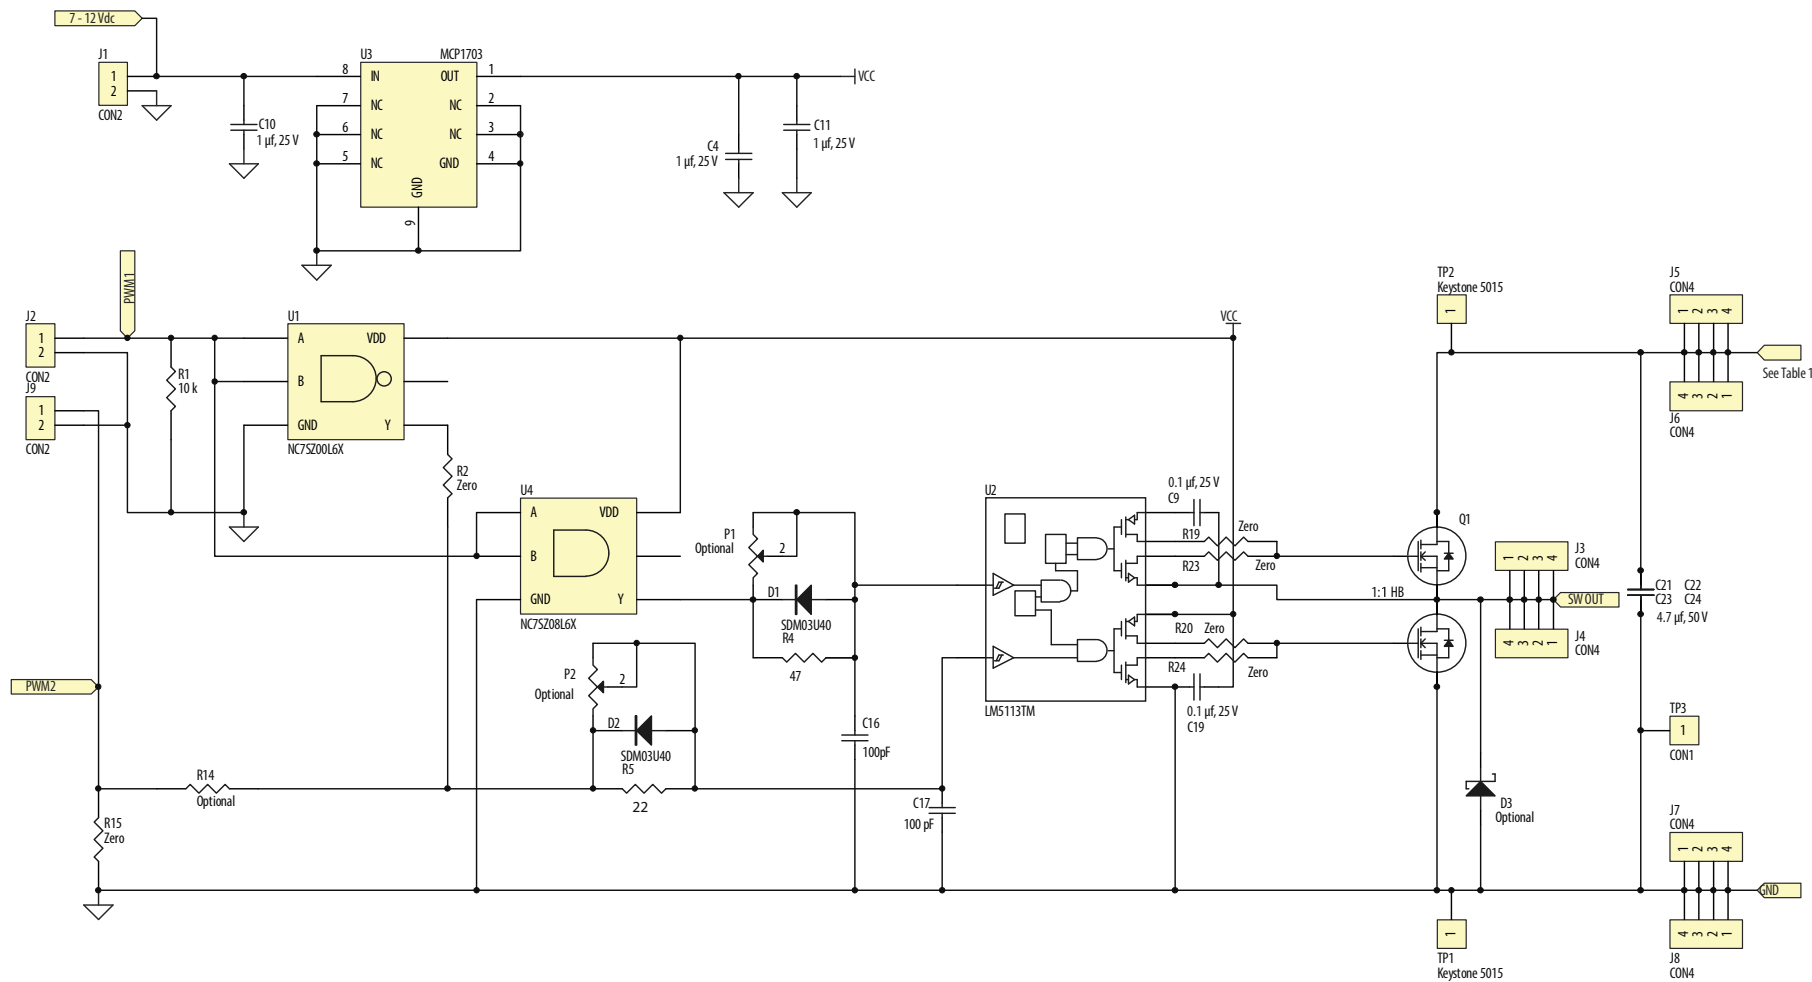 7 - 12 Vdc
J1
1
2
CON2
C10
1 µf, 25 V
U3
MCP1703
8
IN
OUT
1
7
NC
NC
2
6
NC
NC
3
5
NC
GND
4
GND
9
C4
1 µf, 25 V
C11
1 µf, 25 V
VCC
PWM1
J2
1
2
CON2
J9
1
2
CON2
R1
10 k
U1
A
VDD
B
GND
Y
NC7SZ00L6X
R2
Zero
U4
A
VDD
B
GND
Y
NC7SZ08L6X
P1
Optional
2
D1
SDM03U40
R4
47
P2
Optional
2
D2
SDM03U40
R5
22
C16
100pF
C17
100 pF
PWM2
R14
Optional
R15
Zero
VCC
U2
LM5113TM
0.1 µf, 25 V
C9
R19
Zero
R23
Zero
R20
Zero
R24
Zero
0.1 µf, 25 V
C19
1:1 HB
Q1
TP2
Keystone 5015
1
J5
CON4
1 2 3 4
See Table 1
4 3 2 1
J6
CON4
1 2 3 4
J3
CON4
SW OUT
4 3 2 1
J4
CON4
C21 C22
C23 C24
4.7 µf, 50 V
TP3
1
CON1
D3
Optional
J7
CON4
1 2 3 4
GND
4 3 2 1
J8
CON4
1
TP1
Keystone 5015